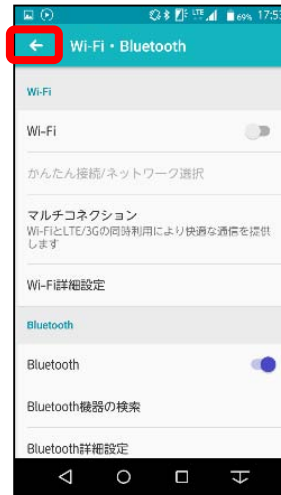 LTE 69% 17:53
Wi-Fi・Bluetooth
Wi-Fi
Wi-Fi
かんたん接続/ネットワーク選択
マルチコネクション
Wi-FiとLTE/3Gの同時利用により快適な通信を提供
します
Wi-Fi詳細設定
Bluetooth
Bluetooth
Bluetooth機器の検索
Bluetooth詳細設定